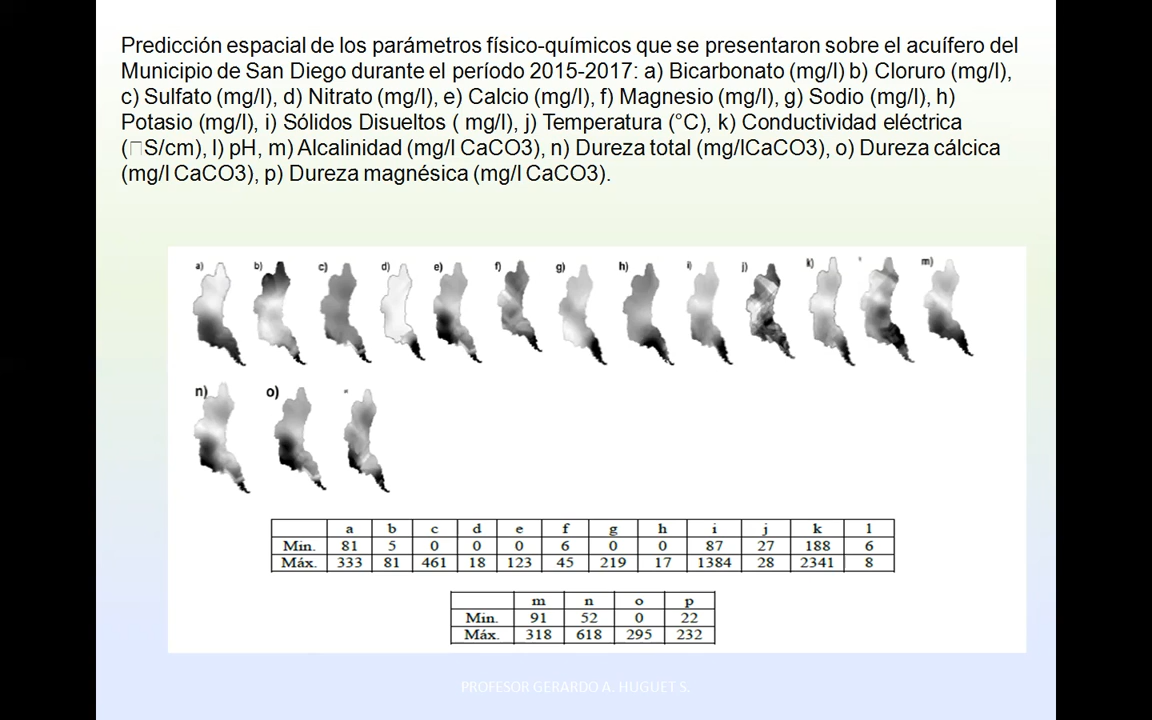 Predicción espacial de los parámetros físico-químicos que se presentaron sobre el acuífero del
Municipio de San Diego durante el período 2015-2017: a) Bicarbonato (mg/l) b) Cloruro (mg/l),
c) Sulfato (mg/l), d) Nitrato (mg/l), e) Calcio (mg/l), f) Magnesio (mg/l), g) Sodio (mg/l), h)
Potasio (mg/l), i) Sólidos Disueltos ( mg/l), j) Temperatura (°C), k) Conductividad eléctrica
(□S/cm), l) pH, m) Alcalinidad (mg/l CaCO3), n) Dureza total (mg/lCaCO3), o) Dureza cálcica
(mg/l CaCO3), p) Dureza magnésica (mg/l CaCO3).
a) b) c) d) e) f) g) h) i) j) k) m)
n) o)
a b c d e f g h i j k l
Min. 81 5 0 0 0 6 0 0 87 27 188 6
Máx. 333 81 461 18 123 45 219 17 1384 28 2341 8
m n o p
Min. 91 52 0 22
Máx. 318 618 295 232
PROFESOR GERARDO A. HUGUET S.